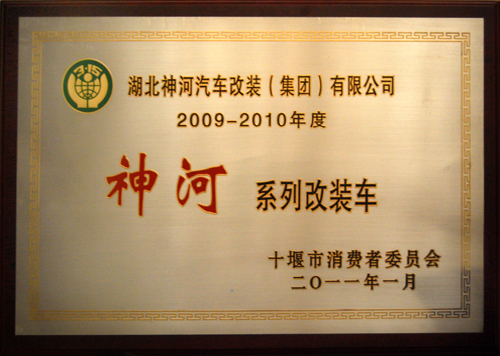 湖北神河汽车改装（集团）有限公司
2009-2010年度
神河 系列改装车
十堰市消费者委员会
二〇一一年一月